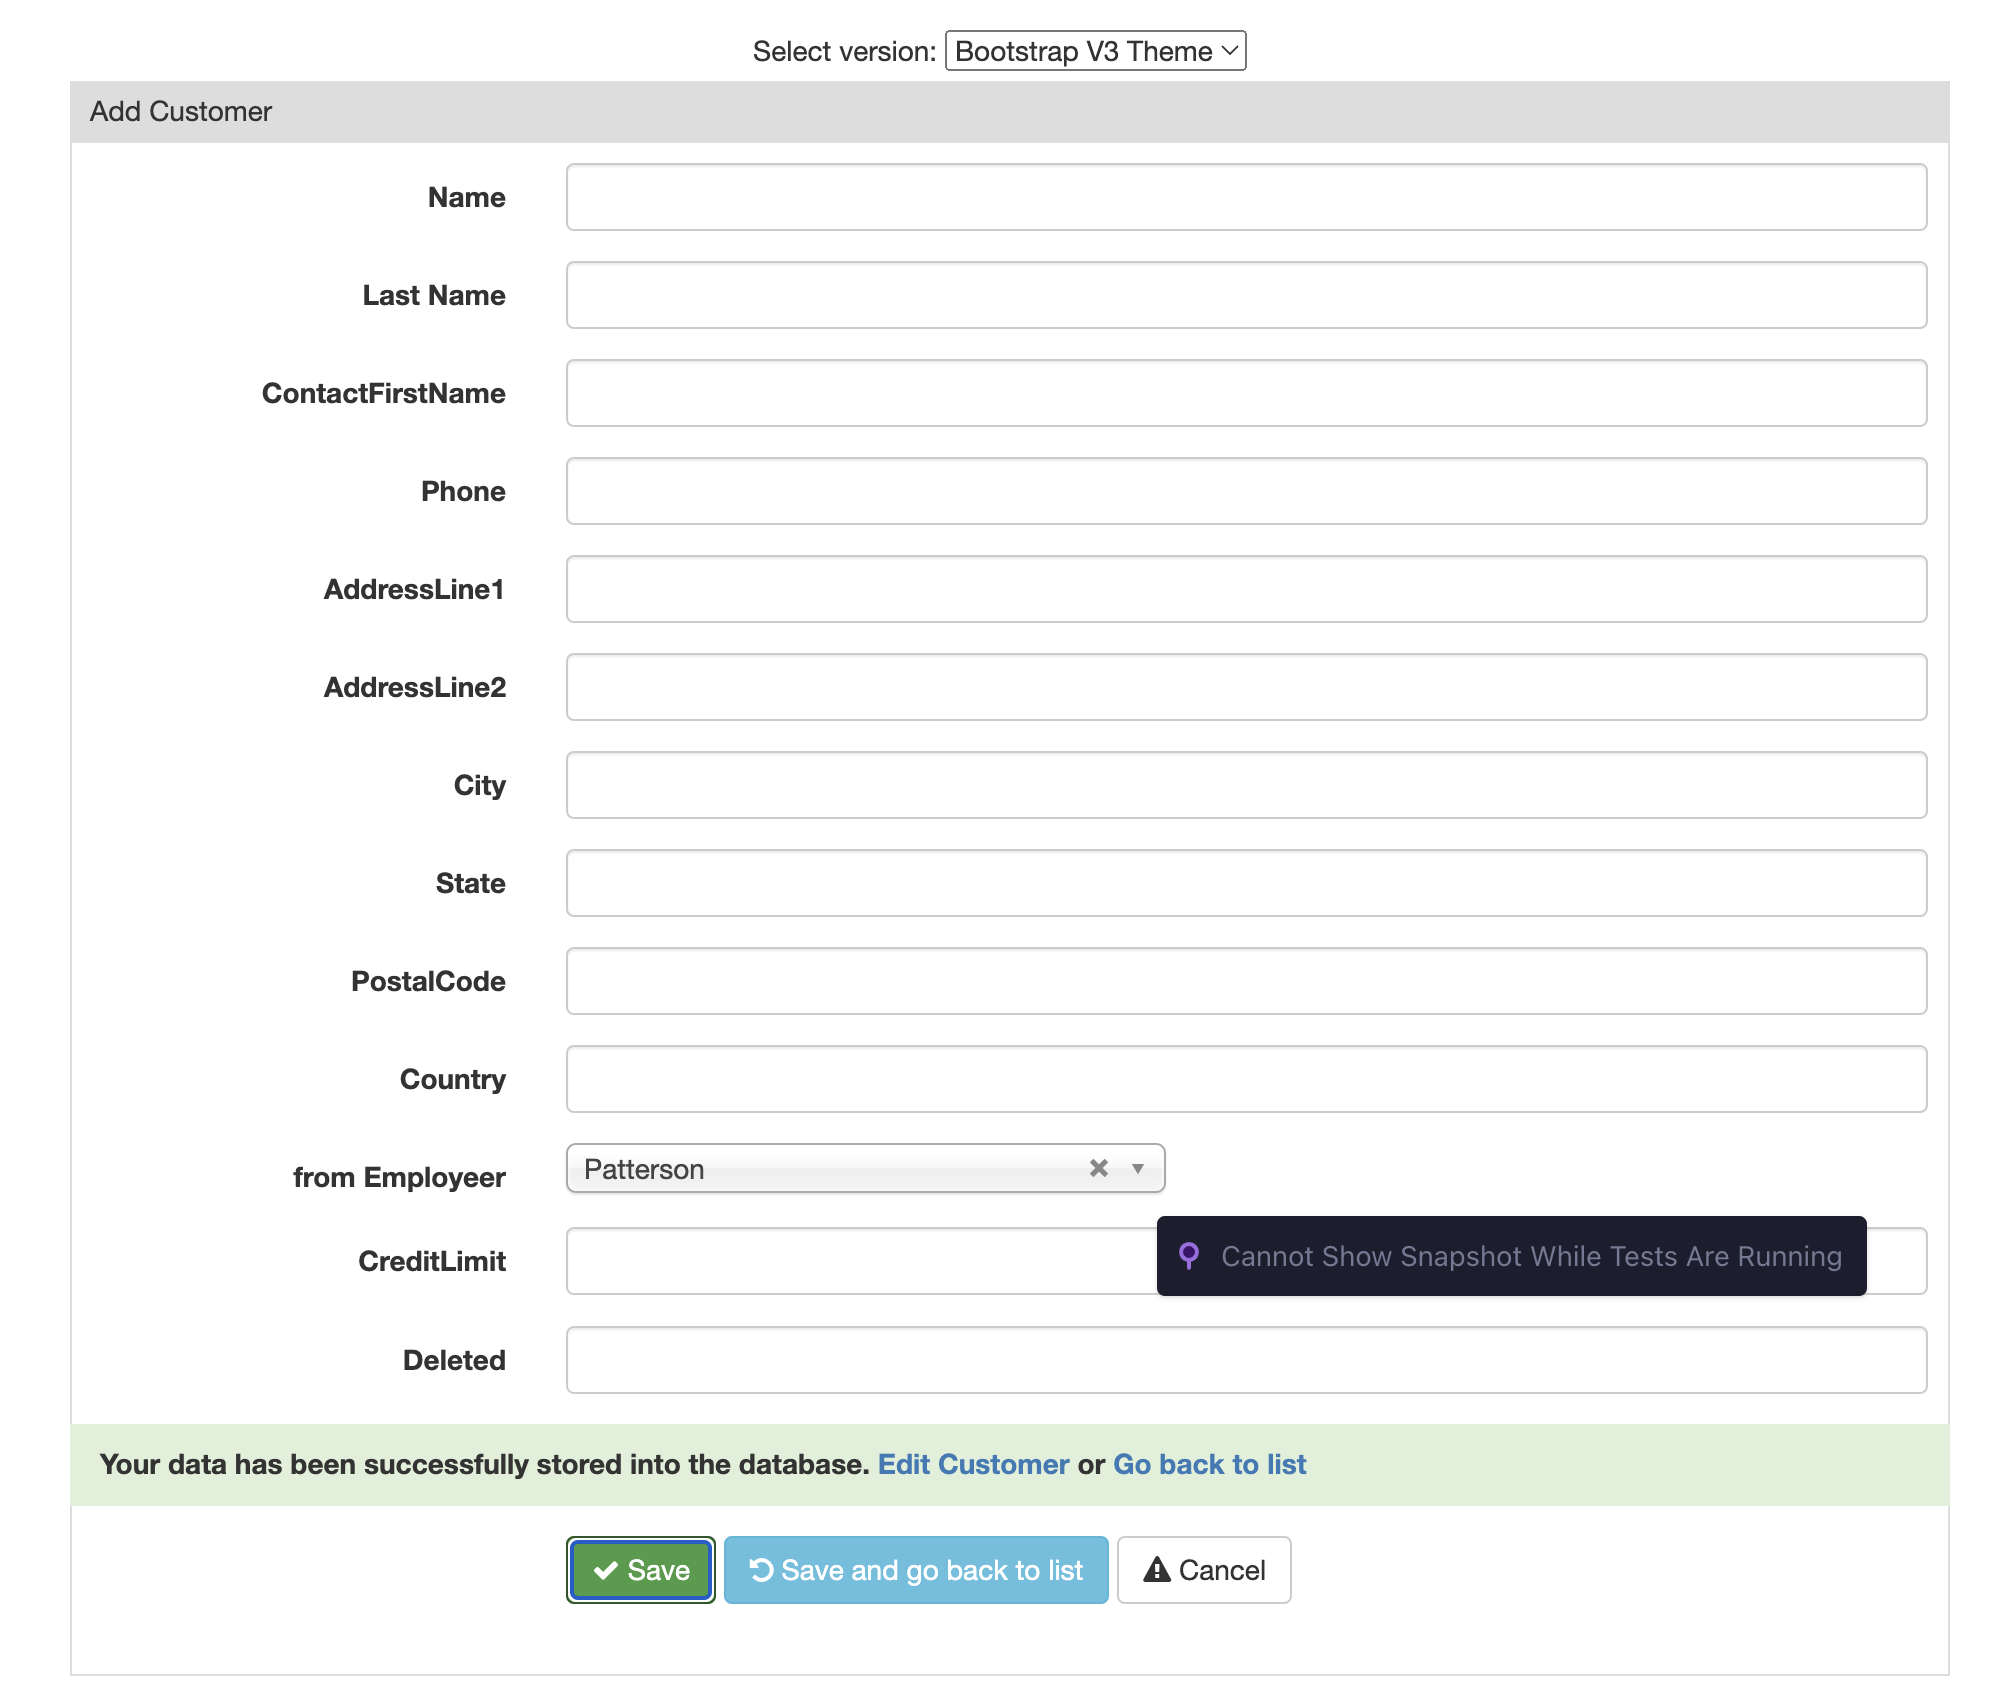 Select version: Bootstrap V3 Theme
Add Customer
Name
Last Name
ContactFirstName
Phone
AddressLine1
AddressLine2
City
State
PostalCode
Country
from Employeer Patterson
CreditLimit Cannot Show Snapshot While Tests Are Running
Deleted
Your data has been successfully stored into the database. Edit Customer or Go back to list
Save Save and go back to list Cancel